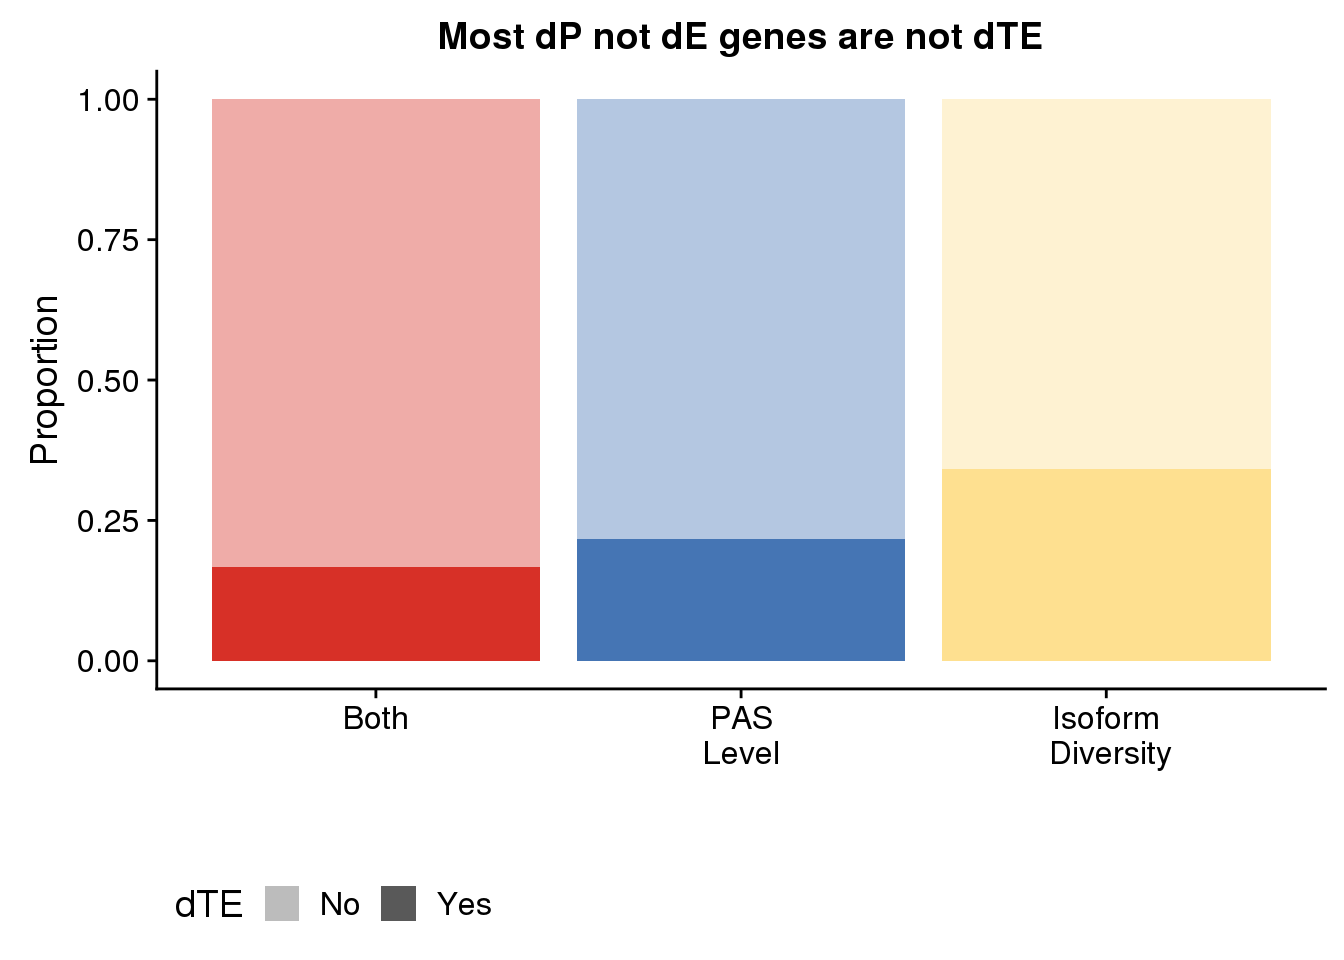 Most dP not dE genes are not dTE
Proportion
1.00
0.75
0.50
0.25
0.00
Both
PAS
Level
Isoform
Diversity
dTE No Yes